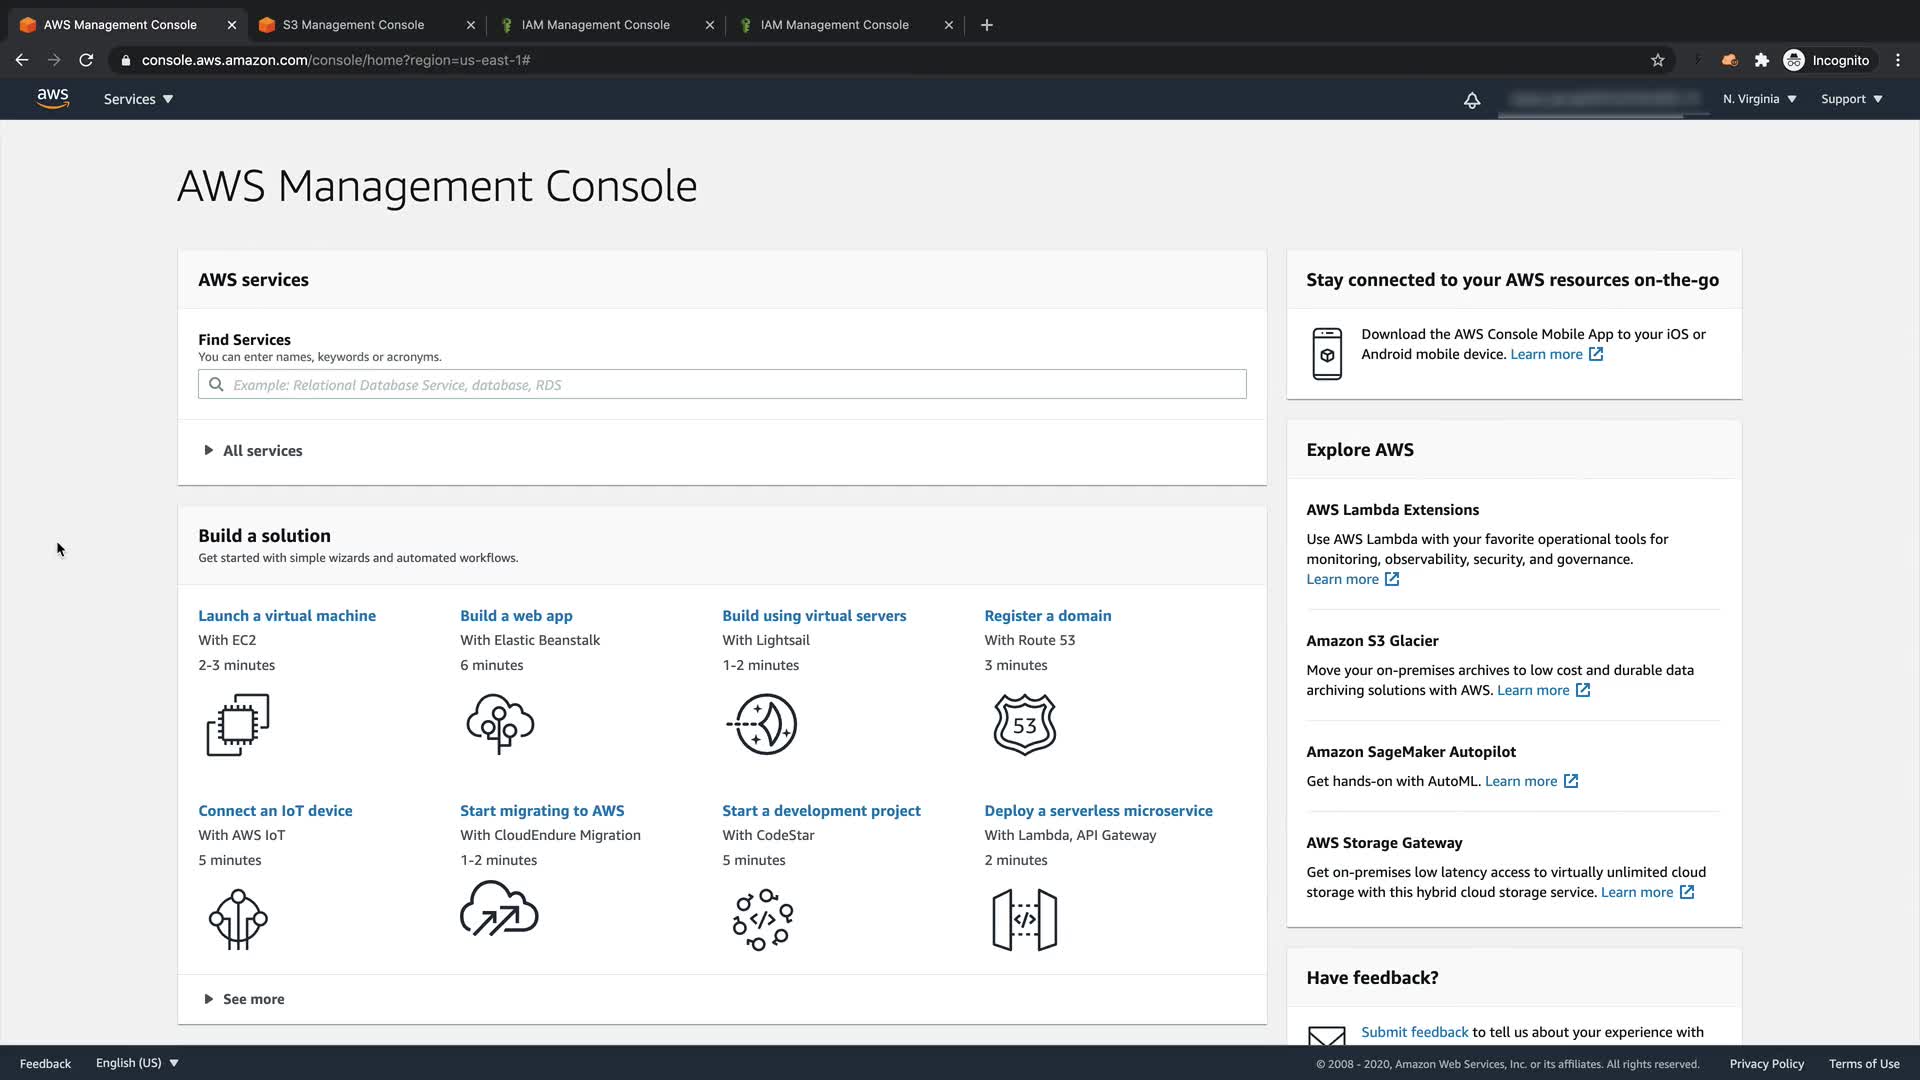 AWS Management Console
S3 Management Console
IAM Management Console
IAM Management Console
console.aws.amazon.com/console/home?region=us-east-1#
Incognito
aws
Services
N. Virginia
Support
AWS Management Console
AWS services
Find Services
You can enter names, keywords or acronyms.
Example: Relational Database Service, database, RDS
All services
Build a solution
Get started with simple wizards and automated workflows.
Launch a virtual machine
With EC2
2-3 minutes
Build a web app
With Elastic Beanstalk
6 minutes
Build using virtual servers
With Lightsail
1-2 minutes
Register a domain
With Route 53
3 minutes
53
Connect an IoT device
With AWS IoT
5 minutes
Start migrating to AWS
With CloudEndure Migration
1-2 minutes
Start a development project
With CodeStar
5 minutes
Deploy a serverless microservice
With Lambda, API Gateway
2 minutes
See more
Stay connected to your AWS resources on-the-go
Download the AWS Console Mobile App to your iOS or
Android mobile device. Learn more
Explore AWS
AWS Lambda Extensions
Use AWS Lambda with your favorite operational tools for
monitoring, observability, security, and governance.
Learn more
Amazon S3 Glacier
Move your on-premises archives to low cost and durable data
archiving solutions with AWS. Learn more
Amazon SageMaker Autopilot
Get hands-on with AutoML. Learn more
AWS Storage Gateway
Get on-premises low latency access to virtually unlimited cloud
storage with this hybrid cloud storage service. Learn more
Have feedback?
Submit feedback to tell us about your experience with
Feedback
English (US)
© 2008 - 2020, Amazon Web Services, Inc. or its affiliates. All rights reserved.
Privacy Policy
Terms of Use